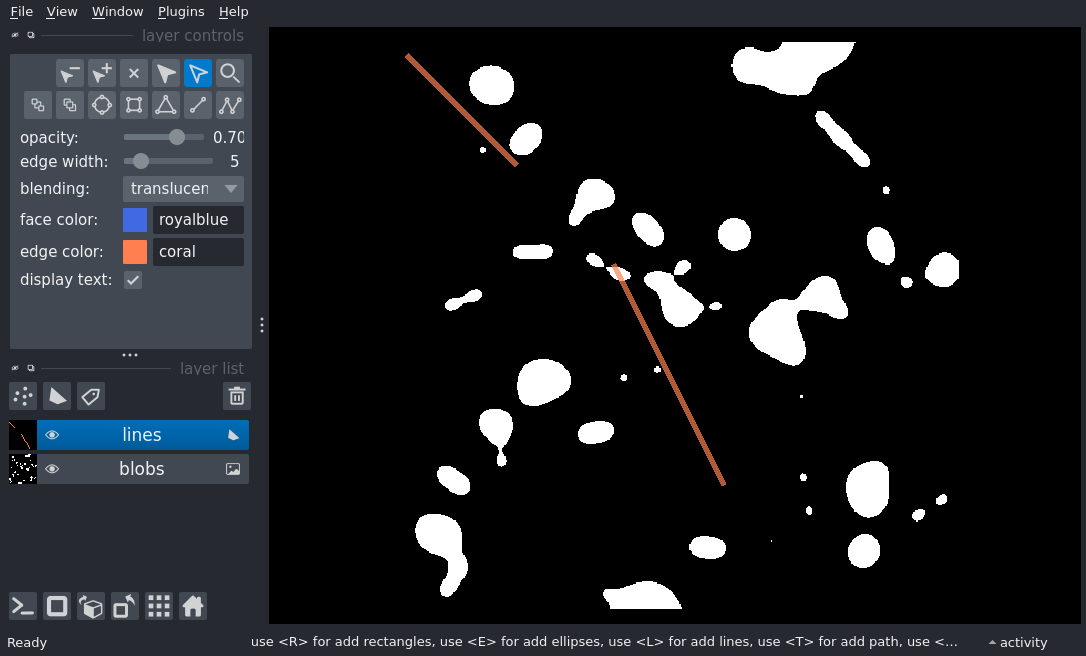 File View Window Plugins Help
layer controls
opacity: 0.70
edge width: 5
blending: translucen
face color: royalblue
edge color: coral
display text:
layer list
lines
blobs
Ready use <R> for add rectangles, use <E> for add ellipses, use <L> for add lines, use <T> for add path, use <... activity